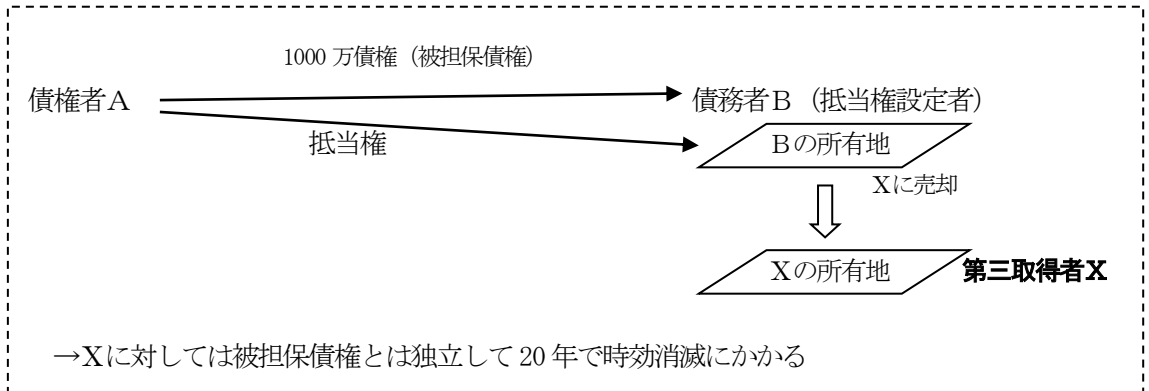 1000 万債権（被担保債権）
債権者A 債務者B （抵当権設定者）
抵当権
Bの所有地
Xに売却
Xの所有地 第三取得者X
→Xに対しては被担保債権とは独立して 20 年で時効消滅にかかる